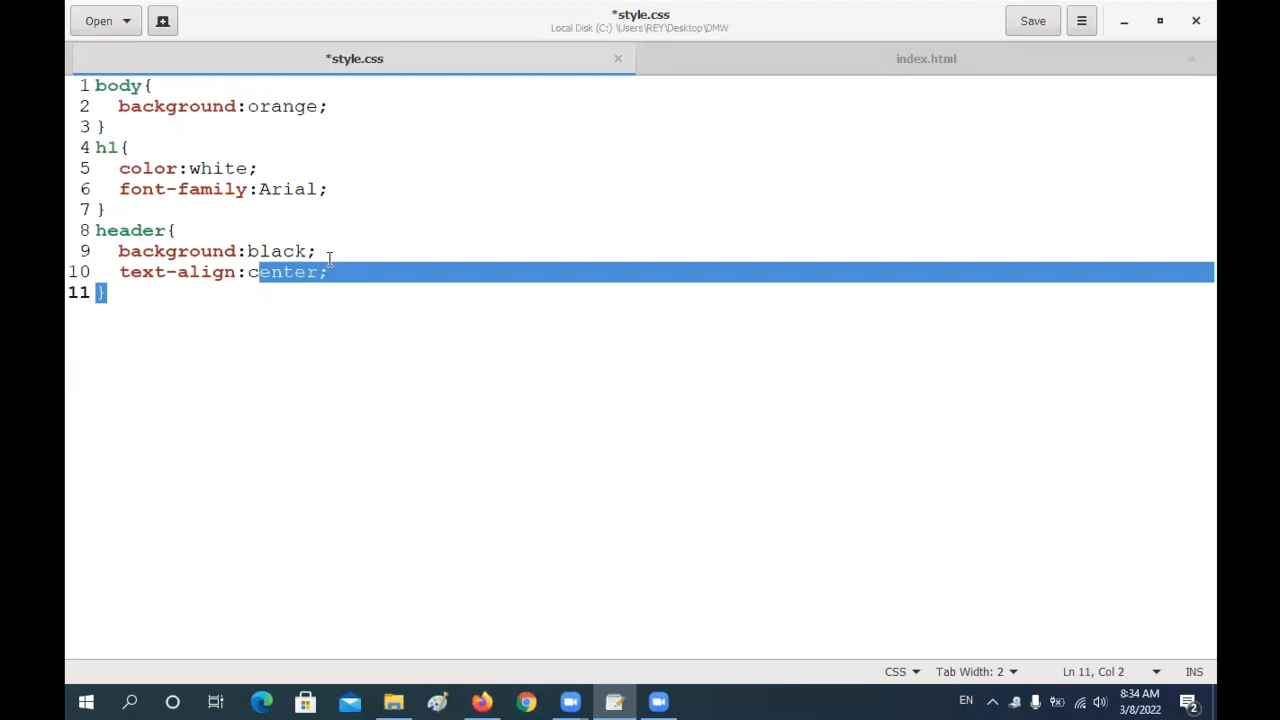 Open
*style.css
Local Disk (C:) \Users\REY\Desktop\DMW
Save
*style.css
index.html
1 body{
2 background:orange;
3 }
4 h1{
5 color:white;
6 font-family:Arial;
7 }
8 header{
9 background:black;
10 text-align:center;
11 }
CSS
Tab Width: 2
Ln 11, Col 2
INS
EN
8:34 AM
3/8/2022
2